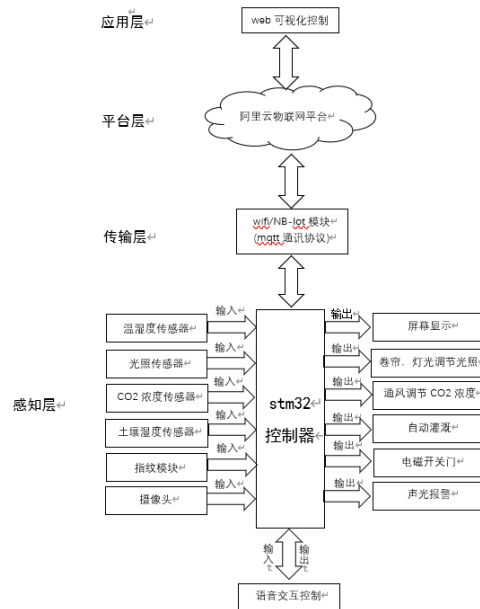 应用层
web 可视化控制
平台层
阿里云物联网平台
传输层
wifi/NB-Iot 模块
(mqtt 通讯协议)
感知层
温湿度传感器
输入
光照传感器
输入
CO2 浓度传感器
输入
土壤湿度传感器
输入
指纹模块
输入
摄像头
输入
stm32
控制器
输出
屏幕显示
输出
卷帘．灯光调节光照
输出
通风调节 CO2 浓度
输出
自动灌溉
输出
电磁开关门
输出
声光报警
输入
输出
语音交互控制